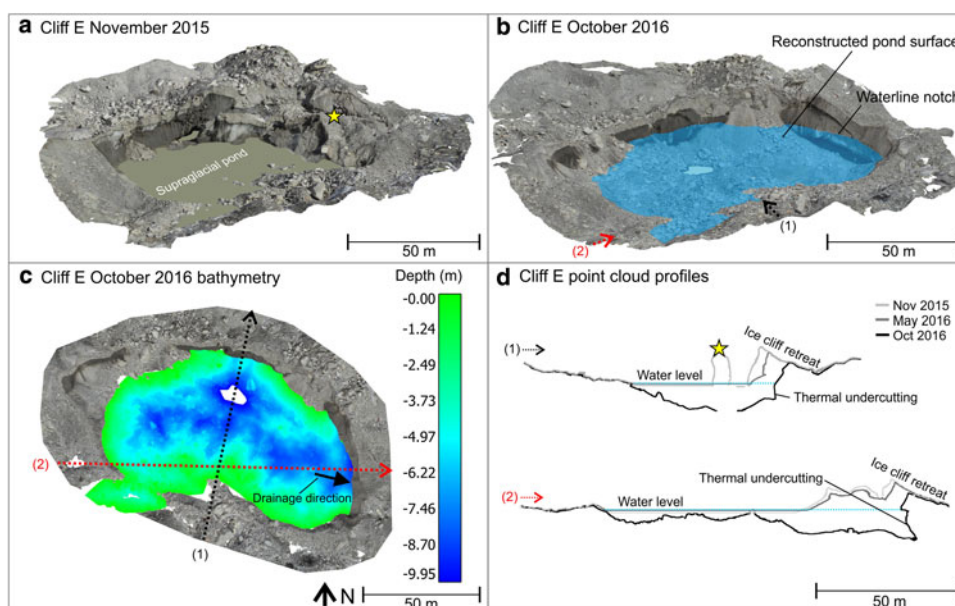 a Cliff E November 2015
Supraglacial pond
50 m
b Cliff E October 2016
Reconstructed pond surface
Waterline notch
(1)
(2)
50 m
c Cliff E October 2016 bathymetry
Depth (m)
-0.00
-1.24
-2.49
-3.73
-4.97
-6.22
-7.46
-8.70
-9.95
(2)
Drainage direction
(1)
N
50 m
d Cliff E point cloud profiles
Nov 2015
May 2016
Oct 2016
(1)
Ice cliff retreat
Water level
Thermal undercutting
Thermal undercutting
Ice cliff retreat
(2)
Water level
50 m